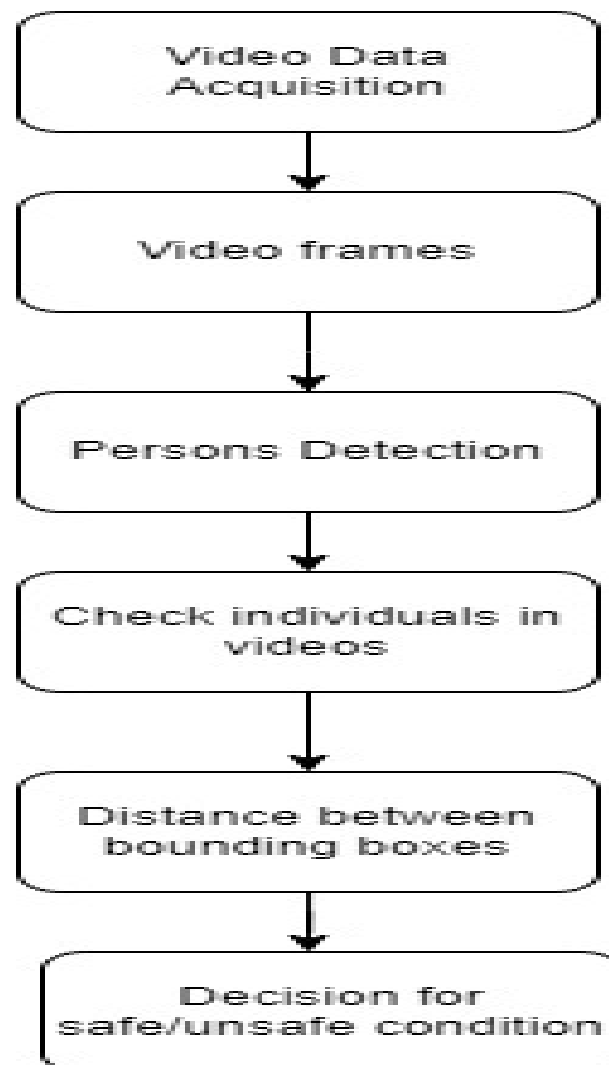 Video Data
Acquisition
Video frames
Persons Detection
Check individuals in
videos
Distance between
bounding boxes
Decision for
safe/unsafe condition